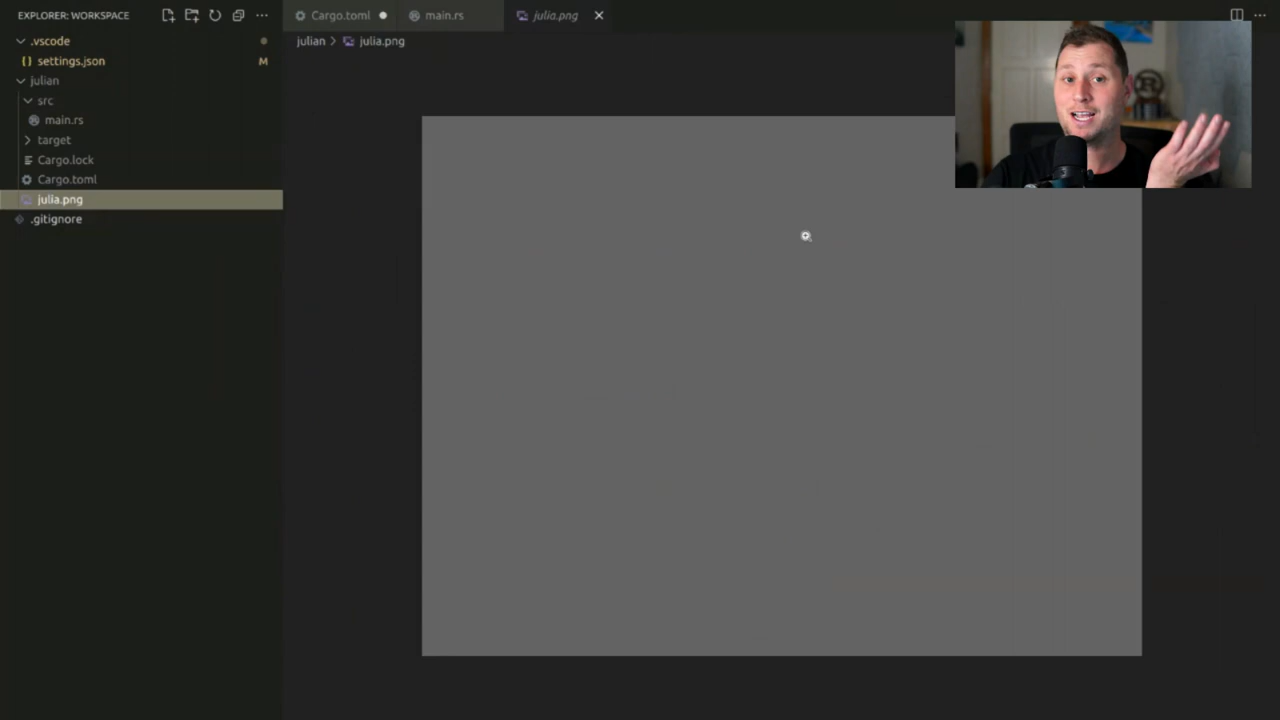 EXPLORER: WORKSPACE
Cargo.toml
main.rs
julia.png
.vscode
julian > julia.png
{} settings.json M
julian
src
main.rs
target
Cargo.lock
Cargo.toml
julia.png
.gitignore